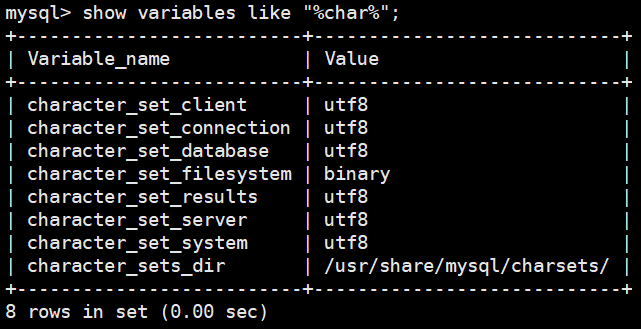 mysql> show variables like "%char%";
+--------------------------+----------------------------+
| Variable_name            | Value                      |
+--------------------------+----------------------------+
| character_set_client     | utf8                       |
| character_set_connection | utf8                       |
| character_set_database   | utf8                       |
| character_set_filesystem | binary                     |
| character_set_results    | utf8                       |
| character_set_server     | utf8                       |
| character_set_system     | utf8                       |
| character_sets_dir       | /usr/share/mysql/charsets/ |
+--------------------------+----------------------------+
8 rows in set (0.00 sec)